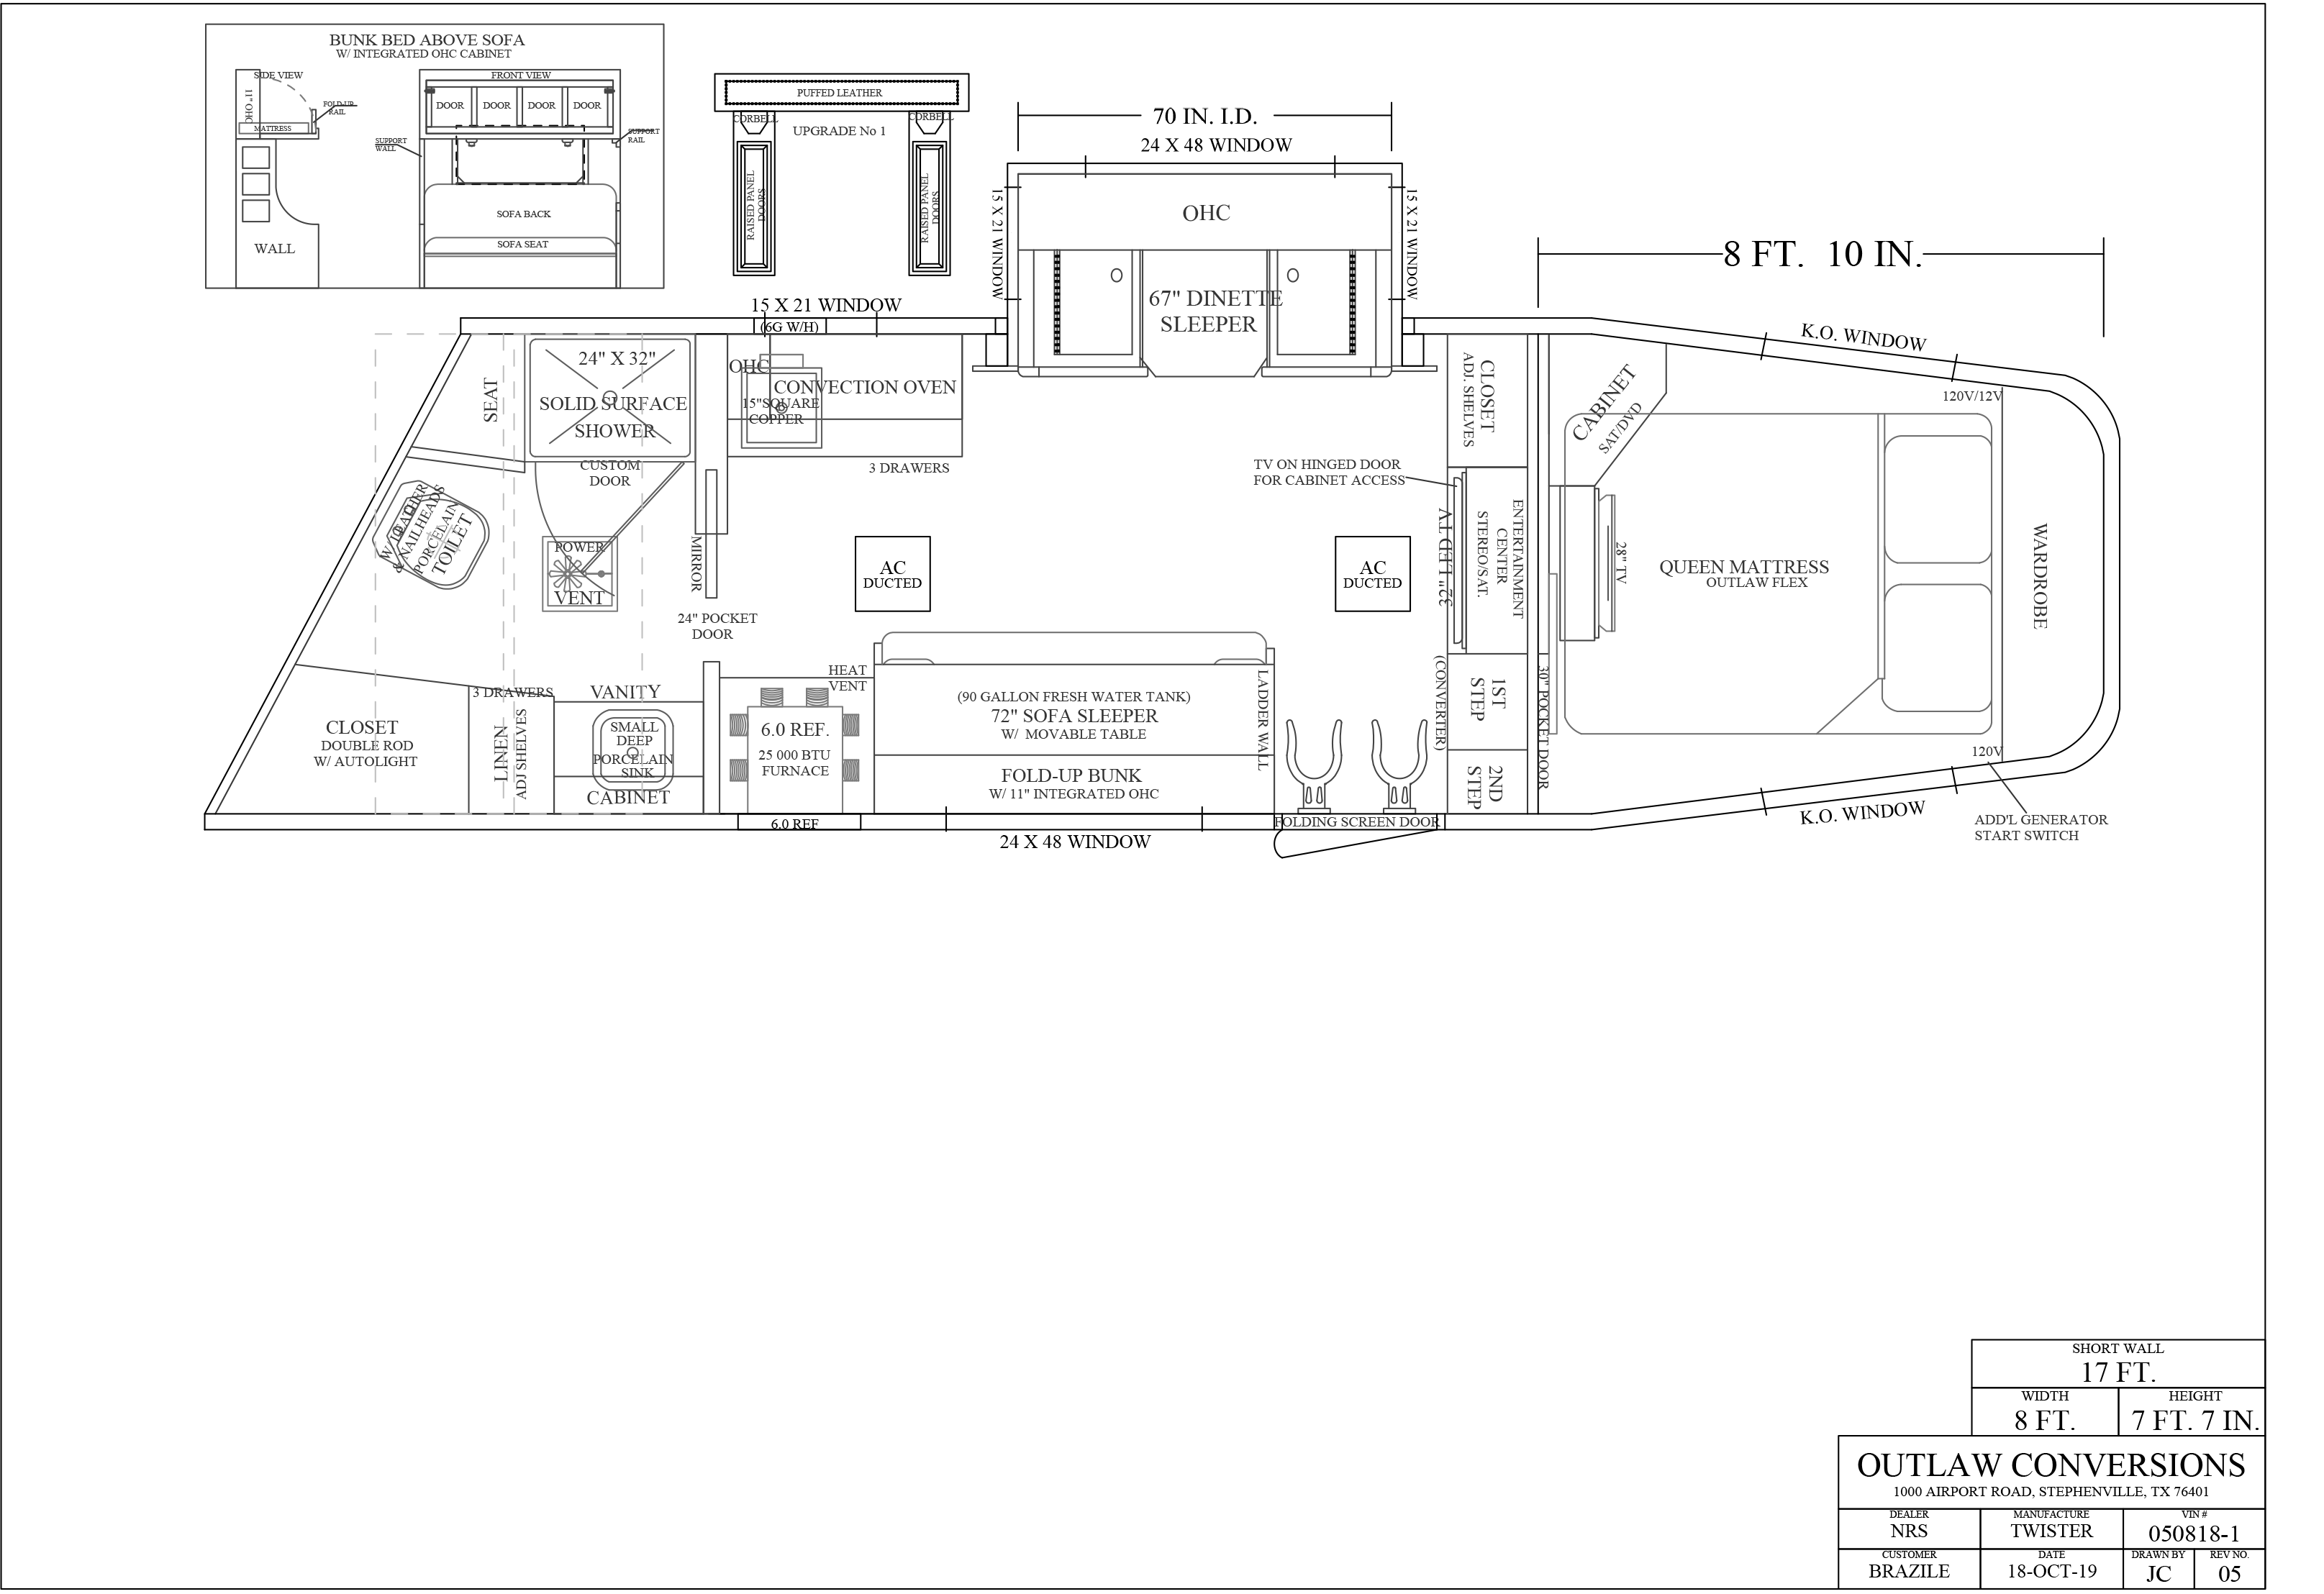 BUNK BED ABOVE SOFA
W/ INTEGRATED OHC CABINET
SIDE VIEW
11" OHC
FOLD-UP
RAIL
MATTRESS
WALL
FRONT VIEW
DOOR
DOOR
DOOR
DOOR
SUPPORT
WALL
SUPPORT
RAIL
SOFA BACK
SOFA SEAT
PUFFED LEATHER
CORBELL
CORBELL
UPGRADE No 1
RAISED PANEL
DOORS
RAISED PANEL
DOORS
70 IN. I.D.
24 X 48 WINDOW
15 X 21 WINDOW
15 X 21 WINDOW
OHC
67" DINETTE
SLEEPER
8 FT. 10 IN.
15 X 21 WINDOW
(6G W/H)
K.O. WINDOW
SEAT
24" X 32"
SOLID SURFACE
SHOWER
CUSTOM
DOOR
OHC
CONVECTION OVEN
15"SQUARE
COPPER
3 DRAWERS
CLOSET
ADJ. SHELVES
CABINET
SAT/DVD
120V/12V
TV ON HINGED DOOR
FOR CABINET ACCESS
W/ LEATHER
& NAILHEADS
PORCELAIN
TOILET
POWER
VENT
MIRROR
24" POCKET
DOOR
AC
DUCTED
AC
DUCTED
32" LED TV
ENTERTAINMENT
CENTER
STEREO/SAT.
28" TV
QUEEN MATTRESS
OUTLAW FLEX
WARDROBE
HEAT
VENT
3 DRAWERS
VANITY
CLOSET
DOUBLE ROD
W/ AUTOLIGHT
LINEN
ADJ SHELVES
SMALL
DEEP
PORCELAIN
SINK
CABINET
6.0 REF.
25 000 BTU
FURNACE
(90 GALLON FRESH WATER TANK)
72" SOFA SLEEPER
W/ MOVABLE TABLE
FOLD-UP BUNK
W/ 11" INTEGRATED OHC
LADDER WALL
(CONVERTER)
1ST
STEP
2ND
STEP
30" POCKET DOOR
120V
6.0 REF
24 X 48 WINDOW
FOLDING SCREEN DOOR
K.O. WINDOW
ADD'L GENERATOR
START SWITCH
SHORT WALL
17 FT.
WIDTH
8 FT.
HEIGHT
7 FT. 7 IN.
OUTLAW CONVERSIONS
1000 AIRPORT ROAD, STEPHENVILLE, TX 76401
DEALER
NRS
MANUFACTURE
TWISTER
VIN #
050818-1
CUSTOMER
BRAZILE
DATE
18-OCT-19
DRAWN BY
JC
REV NO.
05